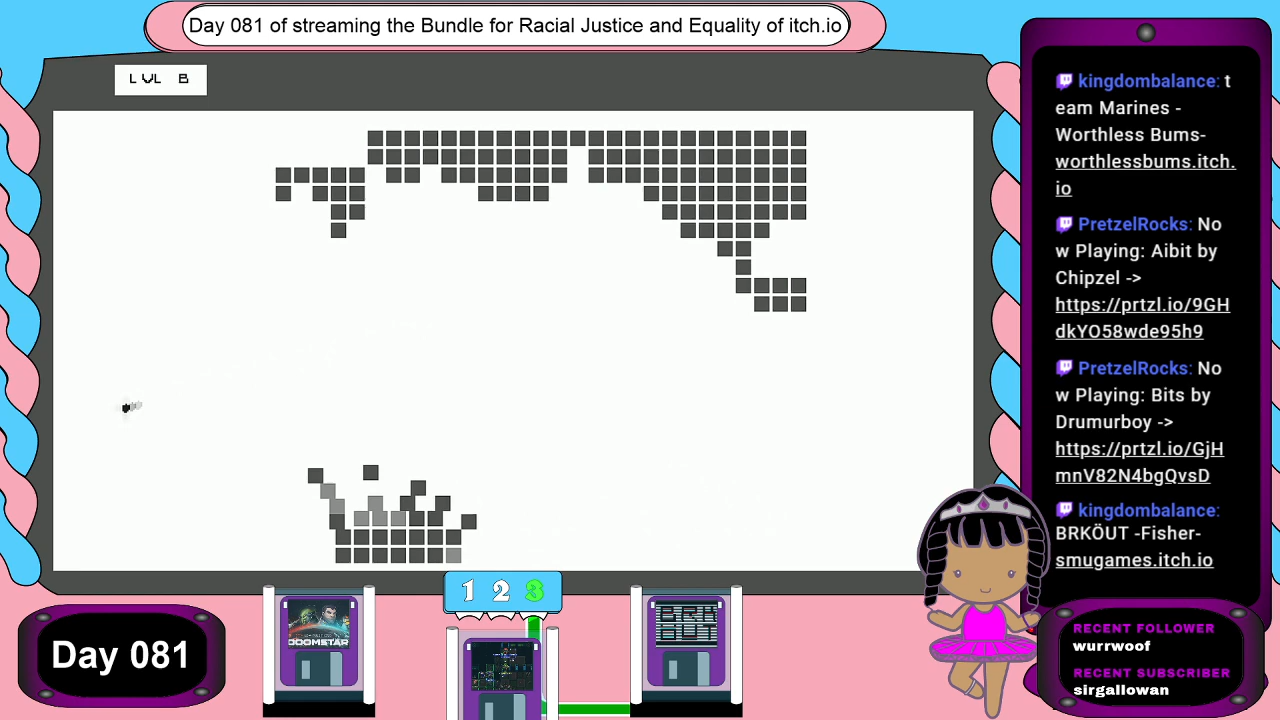 Day 081 of streaming the Bundle for Racial Justice and Equality of itch.io
LVL B
kingdombalance: t
eam Marines -
Worthless Bums-
worthlessbums.itch.
io
PretzelRocks: No
w Playing: Aibit by
Chipzel ->
https://prtzl.io/9GH
dkYO58wde95h9
PretzelRocks: No
w Playing: Bits by
Drumurboy ->
https://prtzl.io/GjH
mnV82N4bgQvsD
kingdombalance:
BRKÖUT -Fisher-
smugames.itch.io
1 2 3
DOOMSTAR
Day 081
RECENT FOLLOWER
wurrwoof
RECENT SUBSCRIBER
sirgallowan